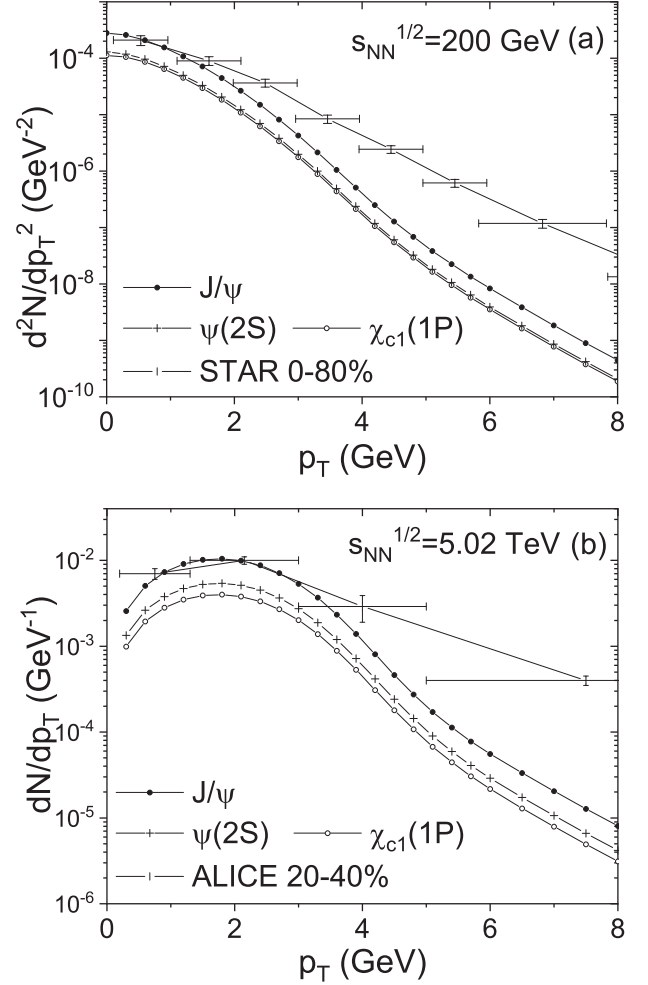 s_NN^1/2=200 GeV (a)
10^-4
10^-6
10^-8
10^-10
d²N/dp_T² (GeV^-2)
J/ψ
ψ(2S) χ_c1(1P)
STAR 0-80%
0 2 4 6 8
p_T (GeV)
s_NN^1/2=5.02 TeV (b)
10^-2
10^-3
10^-4
10^-5
10^-6
dN/dp_T (GeV^-1)
J/ψ
ψ(2S) χ_c1(1P)
ALICE 20-40%
0 2 4 6 8
p_T (GeV)